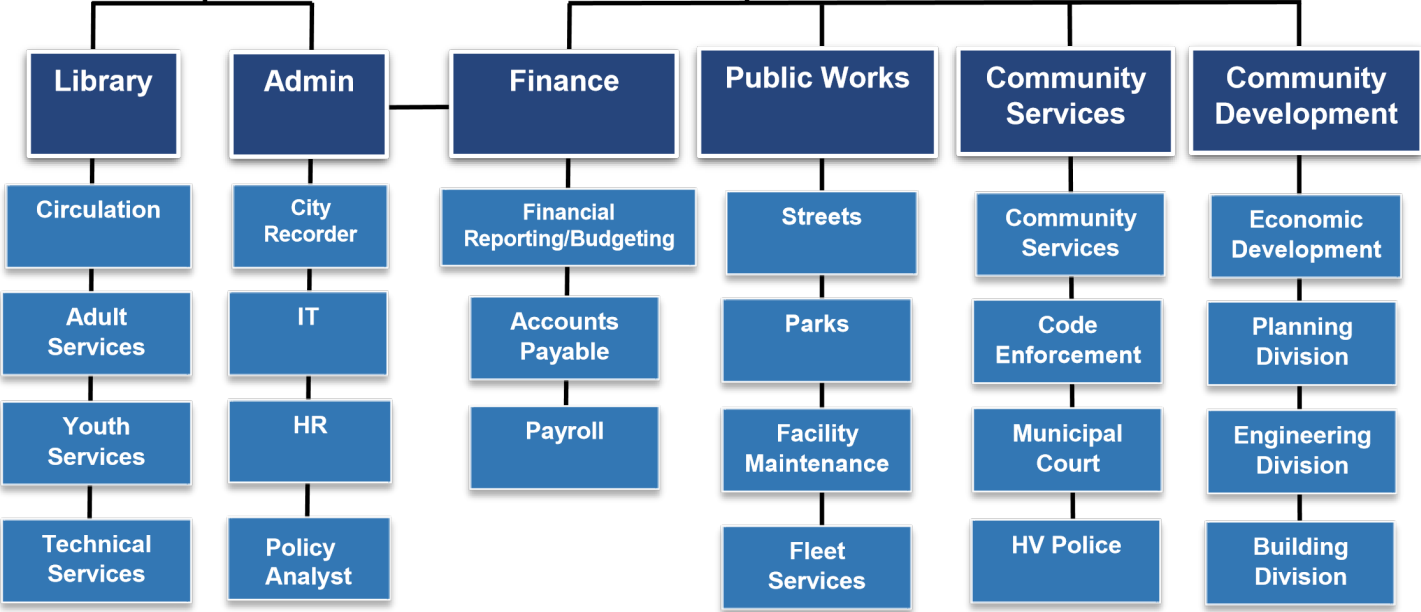 Library
Admin
Finance
Public Works
Community
Services
Community
Development
Circulation
Adult
Services
Youth
Services
Technical
Services
City
Recorder
IT
HR
Policy
Analyst
Financial
Reporting/Budgeting
Accounts
Payable
Payroll
Streets
Parks
Facility
Maintenance
Fleet
Services
Community
Services
Code
Enforcement
Municipal
Court
HV Police
Economic
Development
Planning
Division
Engineering
Division
Building
Division